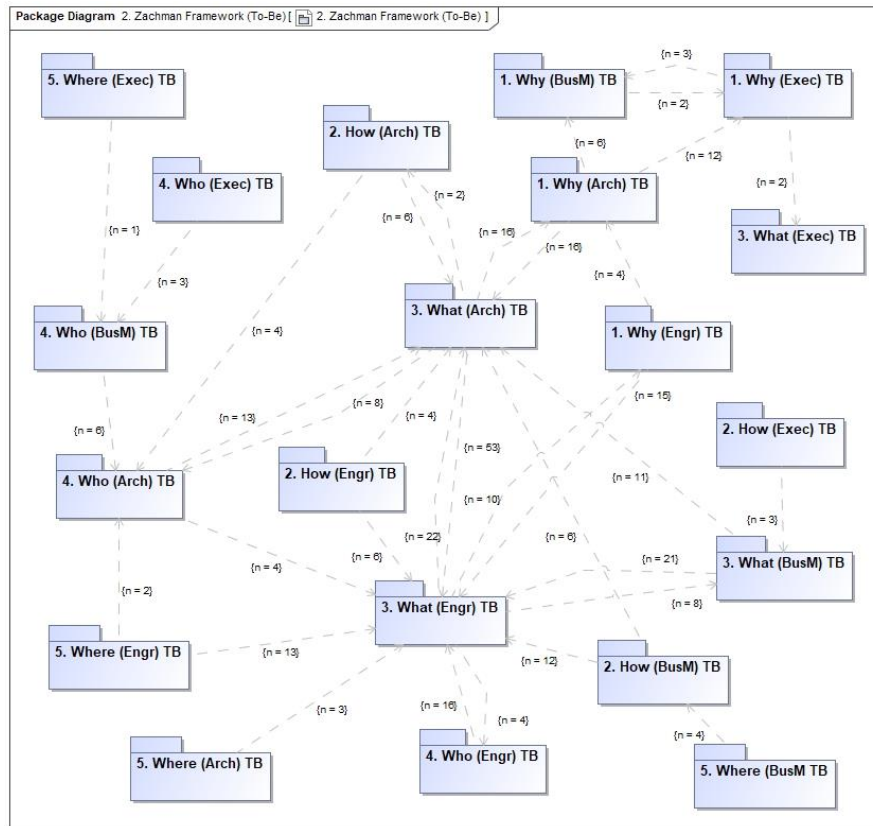 Package Diagram 2. Zachman Framework (To-Be) [ 2. Zachman Framework (To-Be) ]
5. Where (Exec) TB
1. Why (BusM) TB
{n = 3}
1. Why (Exec) TB
{n = 2}
2. How (Arch) TB
{n = 6}
{n = 12}
4. Who (Exec) TB
1. Why (Arch) TB
{n = 2}
{n = 2}
{n = 6}
{n = 1}
{n = 16}
3. What (Exec) TB
{n = 16}
{n = 3}
{n = 4}
3. What (Arch) TB
4. Who (BusM) TB
{n = 4}
1. Why (Engr) TB
{n = 15}
{n = 8}
{n = 13}
{n = 4}
2. How (Exec) TB
{n = 6}
{n = 53}
4. Who (Arch) TB
2. How (Engr) TB
{n = 11}
{n = 10}
{n = 3}
{n = 22}
{n = 6}
{n = 6}
{n = 21}
3. What (BusM) TB
{n = 4}
{n = 2}
3. What (Engr) TB
{n = 8}
5. Where (Engr) TB
{n = 13}
{n = 12}
2. How (BusM) TB
{n = 3}
{n = 16}
{n = 4}
{n = 4}
4. Who (Engr) TB
5. Where (Arch) TB
5. Where (BusM TB